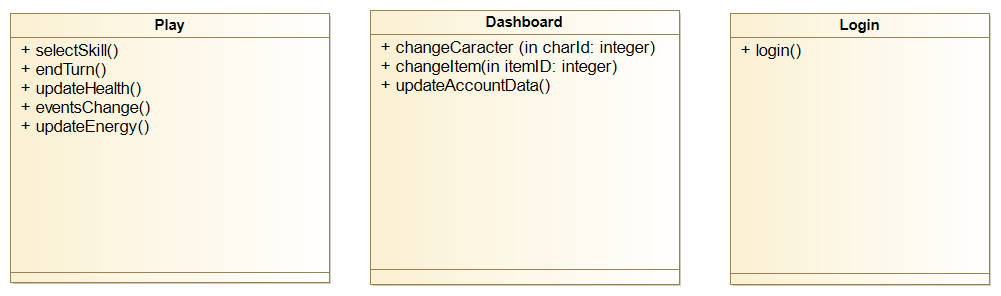 Play
+ selectSkill()
+ endTurn()
+ updateHealth()
+ eventsChange()
+ updateEnergy()
Dashboard
+ changeCaracter (in charId: integer)
+ changeItem(in itemID: integer)
+ updateAccountData()
Login
+ login()